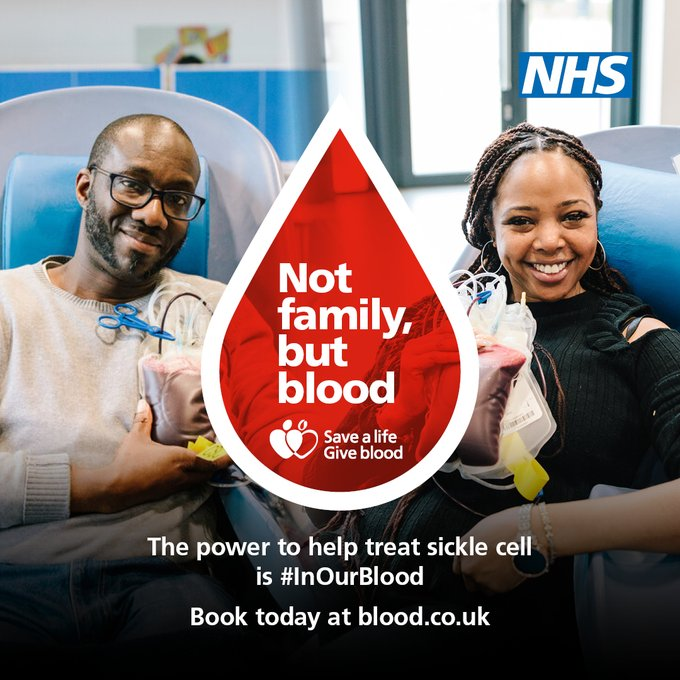 NHS
Not
family,
but
blood
Save a life
Give blood
The power to help treat sickle cell
is #InOurBlood
Book today at blood.co.uk